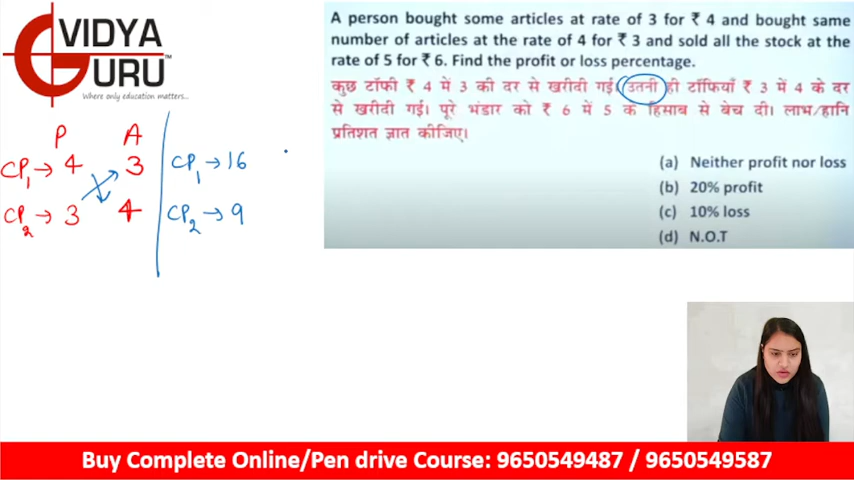 VIDYA
GURU
TM
Where only education matters...
A person bought some articles at rate of 3 for ₹ 4 and bought same
number of articles at the rate of 4 for ₹ 3 and sold all the stock at the
rate of 5 for ₹ 6. Find the profit or loss percentage.
कुछ टॉफी ₹ 4 में 3 की दर से खरीदी गई। उतनी ही टॉफियाँ ₹ 3 में 4 के दर
से खरीदी गई। पूरे भंडार को ₹ 6 में 5 के हिसाब से बेच दी। लाभ/हानि
प्रतिशत ज्ञात कीजिए।
(a) Neither profit nor loss
(b) 20% profit
(c) 10% loss
(d) N.O.T
P A
CP1 → 4 3
CP2 → 3 4
CP1 → 16
CP2 → 9
Buy Complete Online/Pen drive Course: 9650549487 / 9650549587